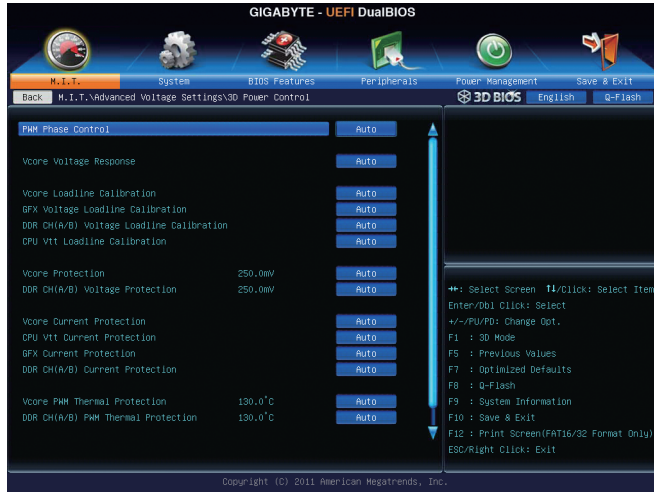 GIGABYTE - UEFI DualBIOS
M.I.T. System BIOS Features Peripherals Power Management Save & Exit
Back M.I.T.\Advanced Voltage Settings\3D Power Control 3D BIOS English Q-Flash
PWM Phase Control Auto
Vcore Voltage Response Auto
Vcore Loadline Calibration Auto
GFX Voltage Loadline Calibration Auto
DDR CH(A/B) Voltage Loadline Calibration Auto
CPU Vtt Loadline Calibration Auto
Vcore Protection 250.0mV Auto
DDR CH(A/B) Voltage Protection 250.0mV Auto
Vcore Current Protection Auto
CPU Vtt Current Protection Auto
GFX Current Protection Auto
DDR CH(A/B) Current Protection Auto
Vcore PWM Thermal Protection 130.0°C Auto
DDR CH(A/B) PWM Thermal Protection 130.0°C Auto
→←: Select Screen ↑↓/Click: Select Item
Enter/Dbl Click: Select
+/-/PU/PD: Change Opt.
F1 : 3D Mode
F5 : Previous Values
F7 : Optimized Defaults
F8 : Q-Flash
F9 : System Information
F10 : Save & Exit
F12 : Print Screen(FAT16/32 Format Only)
ESC/Right Click: Exit
Copyright (C) 2011 American Megatrends, Inc.